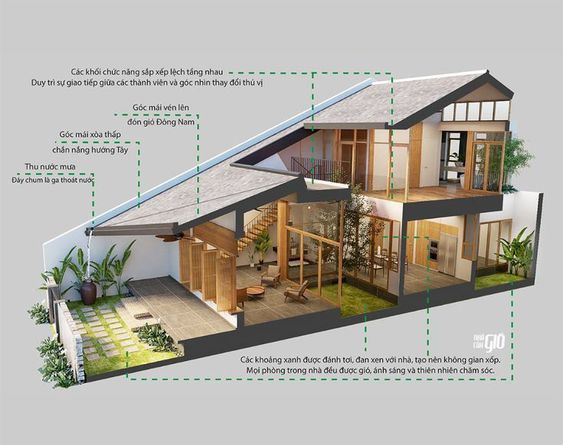 Các khối chức năng sắp xếp lệch tầng nhau
Duy trì sự giao tiếp giữa các thành viên và góc nhìn thay đổi thú vị
Góc mái vén lên
đón gió Đông Nam
Góc mái xòa thấp
chắn nắng hướng Tây
Thu nước mưa
Đáy chum là ga thoát nước
NHÀ
CẦN
GIÓ
Các khoảng xanh được đánh tơi, đan xen với nhà, tạo nên không gian xốp.
Mọi phòng trong nhà đều được gió, ánh sáng và thiên nhiên chăm sóc.